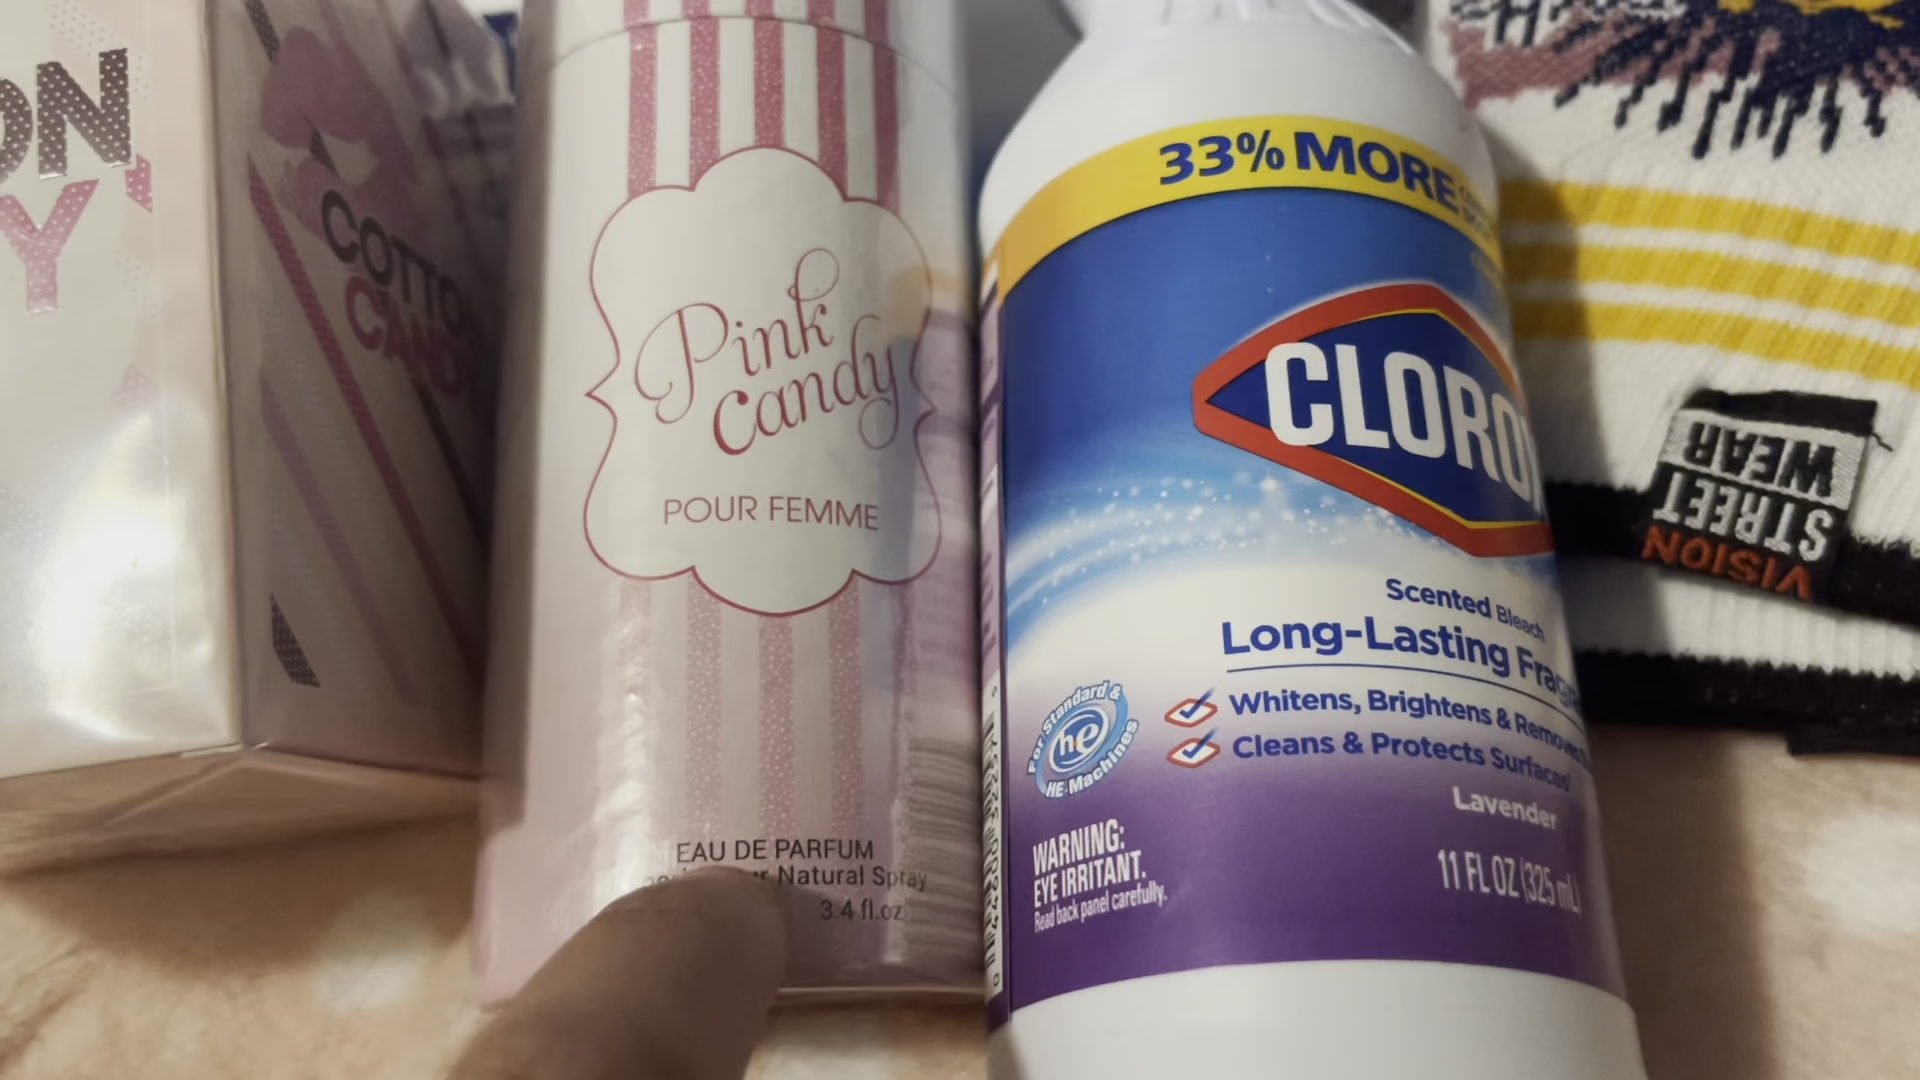 ON
Y
COTTO
CAND
Pink
candy
POUR FEMME
EAU DE PARFUM
Natural Spray
3.4 fl.oz
33% MORE
CLOROX
Scented Bleach
Long-Lasting
Whitens, Brightens & Removes
Cleans & Protects Surfaces
Lavender
11 FL OZ (325 mL)
For Standard &
he
HE Machines
WARNING:
EYE IRRITANT.
Read back panel carefully.
VISION
STREET
WEAR